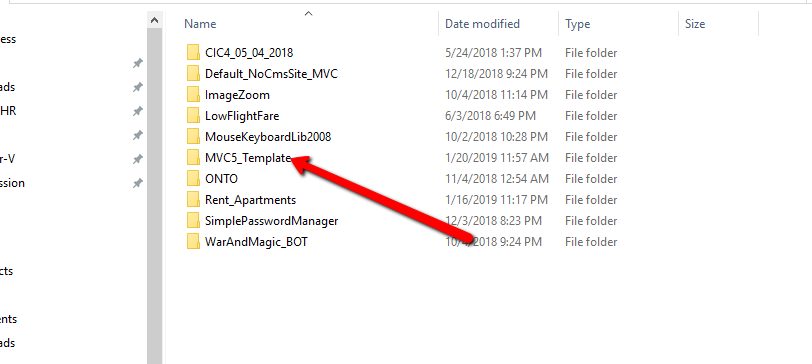 Name Date modified Type Size
ess
CIC4_05_04_2018 5/24/2018 1:37 PM File folder
Default_NoCmsSite_MVC 12/18/2018 9:24 PM File folder
ads
ImageZoom 10/4/2018 11:14 PM File folder
HR
LowFlightFare 6/3/2018 6:49 PM File folder
MouseKeyboardLib2008 10/2/2018 10:28 PM File folder
r-V
MVC5_Template 1/20/2019 11:57 AM File folder
ssion
ONTO 11/4/2018 12:54 AM File folder
Rent_Apartments 1/16/2019 11:17 PM File folder
SimplePasswordManager 12/3/2018 8:23 PM File folder
WarAndMagic_BOT 10/4/2018 9:24 PM File folder
cts
ents
ads